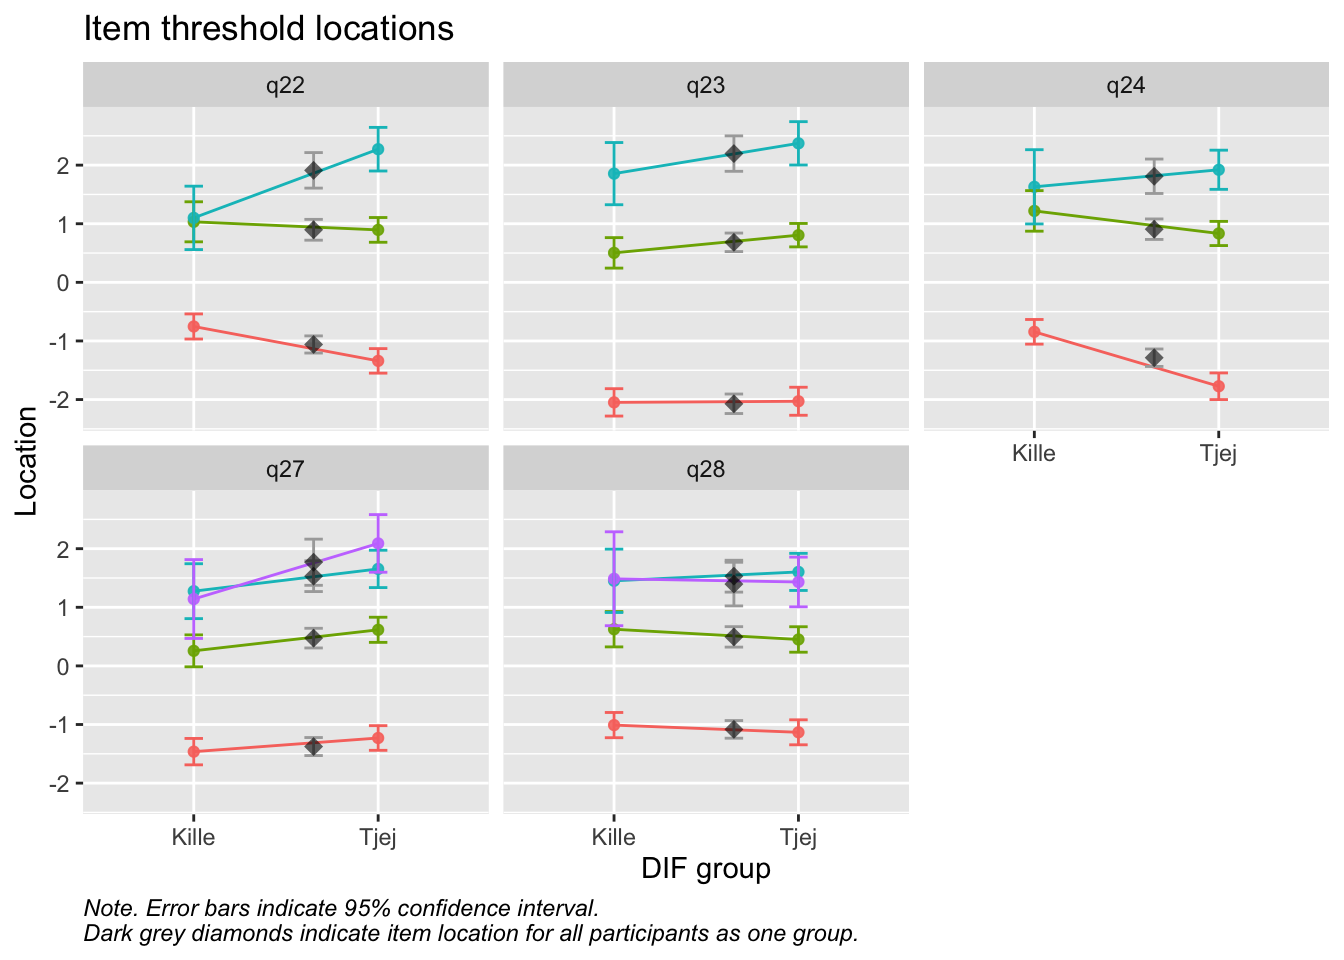 Item threshold locations
q22
q23
q24
2
1
0
-1
-2
Kille
Tjej
Location
q27
q28
2
1
0
-1
-2
Kille
Tjej
Kille
Tjej
DIF group
Note. Error bars indicate 95% confidence interval.
Dark grey diamonds indicate item location for all participants as one group.